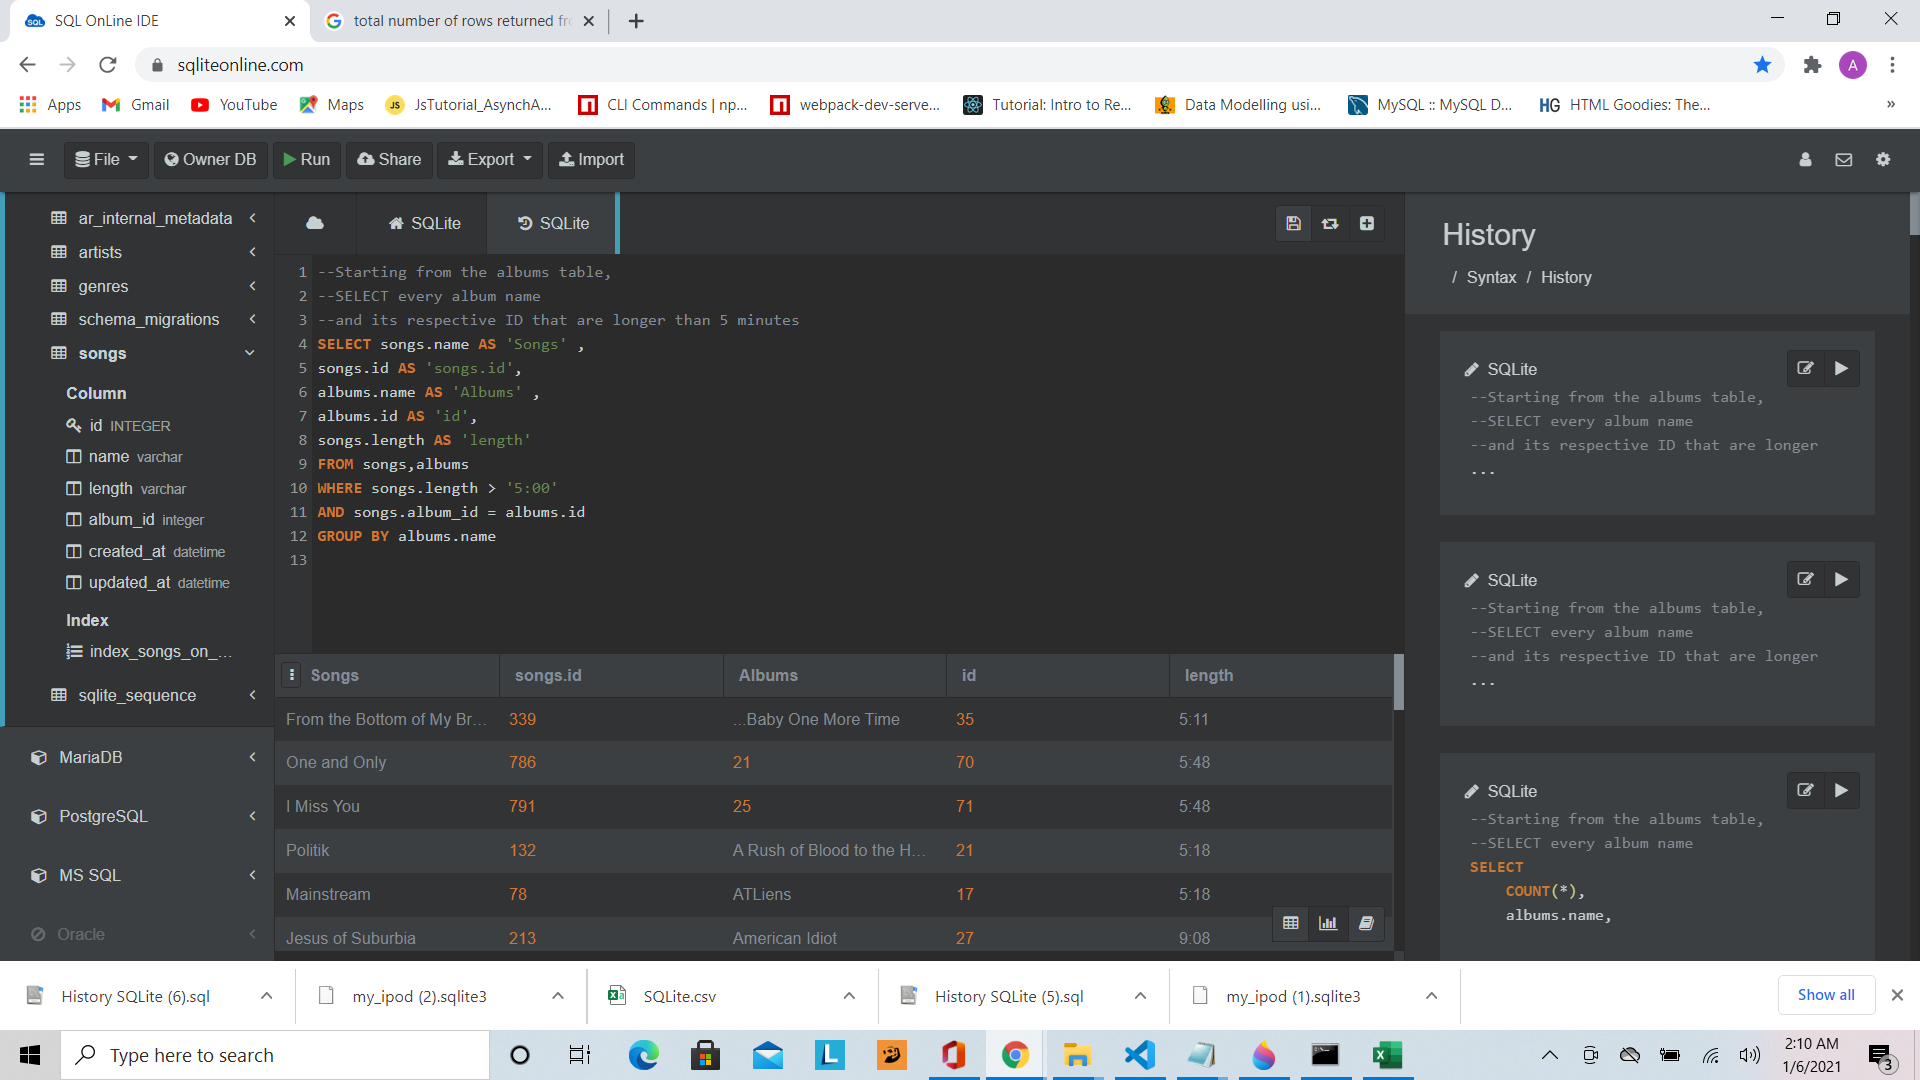 SQL OnLine IDE
total number of rows returned fr
sqliteonline.com
A
Apps
Gmail
YouTube
Maps
JS
JsTutorial_AsynchA...
CLI Commands | np...
webpack-dev-serve...
Tutorial: Intro to Re...
Data Modelling usi...
MySQL :: MySQL D...
HG
HTML Goodies: The...
»
File
Owner DB
Run
Share
Export
Import
ar_internal_metadata
artists
genres
schema_migrations
songs
Column
id INTEGER
name varchar
length varchar
album_id integer
created_at datetime
updated_at datetime
Index
index_songs_on_...
sqlite_sequence
MariaDB
PostgreSQL
MS SQL
Oracle
SQLite
SQLite
1 --Starting from the albums table,
2 --SELECT every album name
3 --and its respective ID that are longer than 5 minutes
4 SELECT songs.name AS 'Songs' ,
5 songs.id AS 'songs.id',
6 albums.name AS 'Albums' ,
7 albums.id AS 'id',
8 songs.length AS 'length'
9 FROM songs,albums
10 WHERE songs.length > '5:00'
11 AND songs.album_id = albums.id
12 GROUP BY albums.name
13
Songs songs.id Albums id length
From the Bottom of My Br... 339 ...Baby One More Time 35 5:11
One and Only 786 21 70 5:48
I Miss You 791 25 71 5:48
Politik 132 A Rush of Blood to the H... 21 5:18
Mainstream 78 ATLiens 17 5:18
Jesus of Suburbia 213 American Idiot 27 9:08
History
/ Syntax / History
SQLite
--Starting from the albums table,
--SELECT every album name
--and its respective ID that are longer
...
SQLite
--Starting from the albums table,
--SELECT every album name
--and its respective ID that are longer
...
SQLite
--Starting from the albums table,
--SELECT every album name
SELECT
COUNT(*),
albums.name,
History SQLite (6).sql
my_ipod (2).sqlite3
SQLite.csv
History SQLite (5).sql
my_ipod (1).sqlite3
Show all
Type here to search
L
2:10 AM
1/6/2021
3